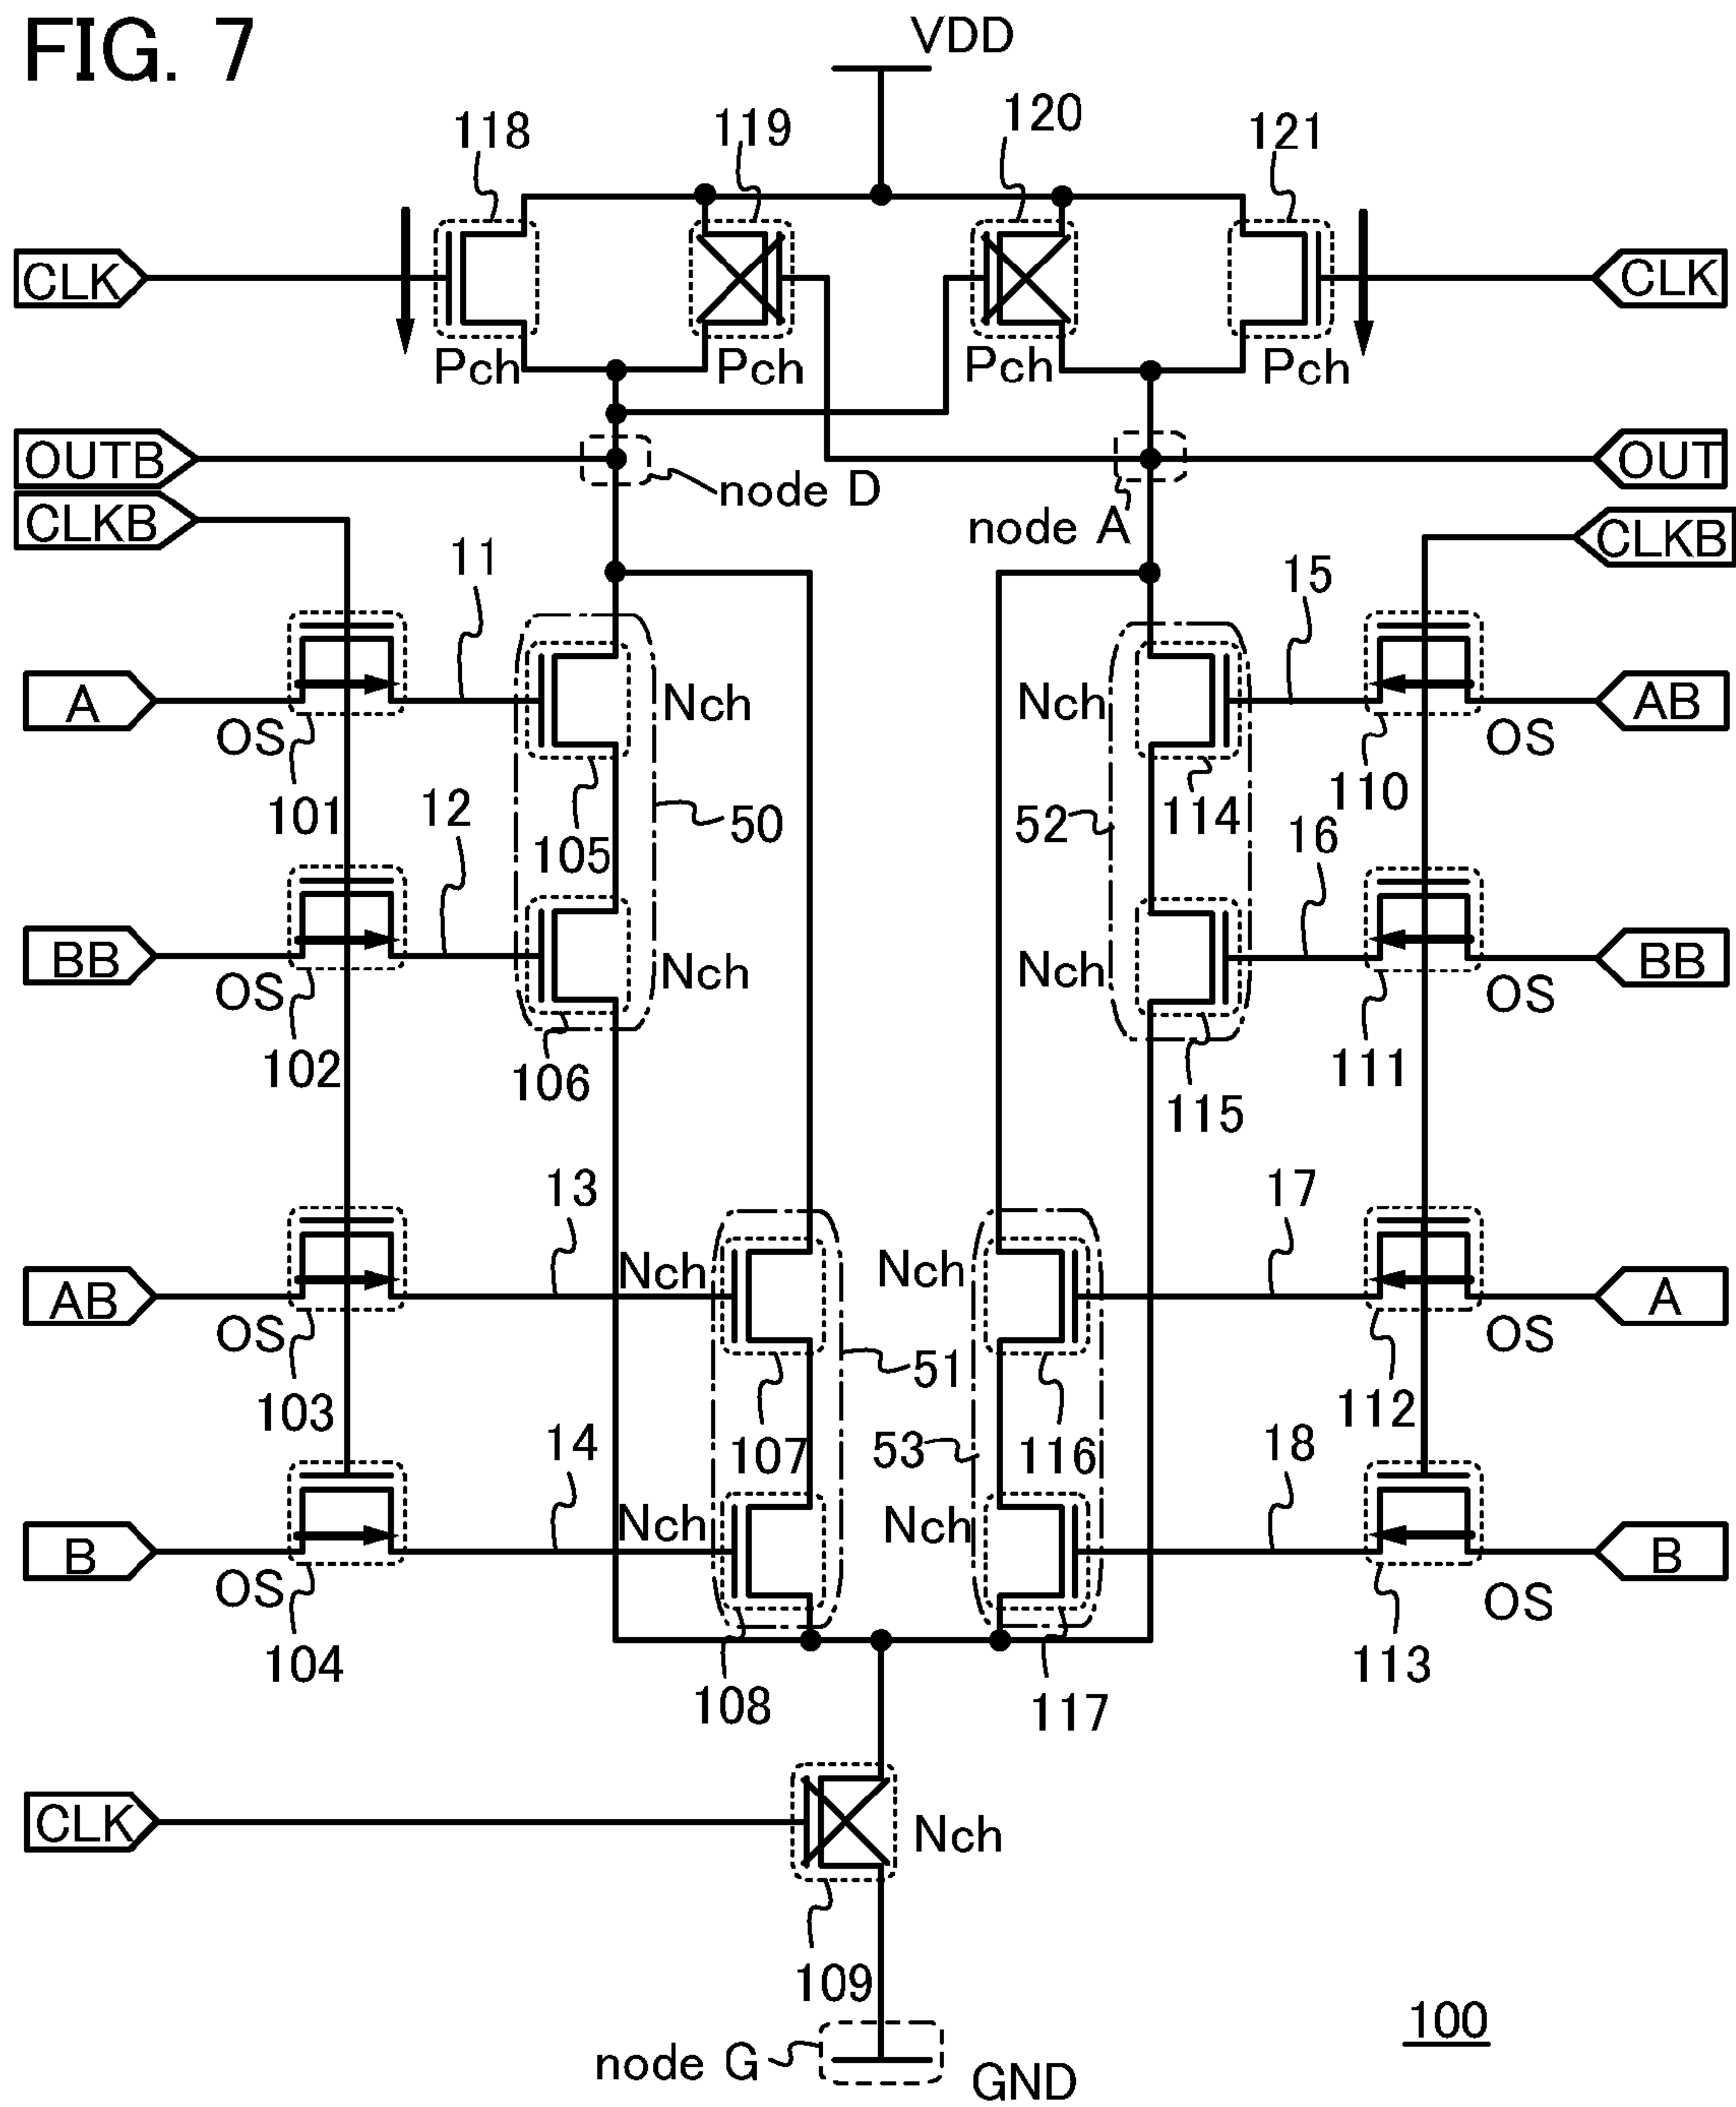 FIG. 7
VDD
118 119 120 121
CLK CLK
Pch Pch Pch Pch
OUTB OUT
node D
CLKB node A CLKB
11 15
A Nch Nch AB
OS OS
101 12 105 50 52 114 16 110
BB Nch Nch BB
OS OS
102 106 115 111
13 17
AB Nch Nch A
OS OS
103 51 112
14 107 53 116 18
B Nch Nch B
OS OS
104 108 117 113
CLK Nch
109
node G GND
100